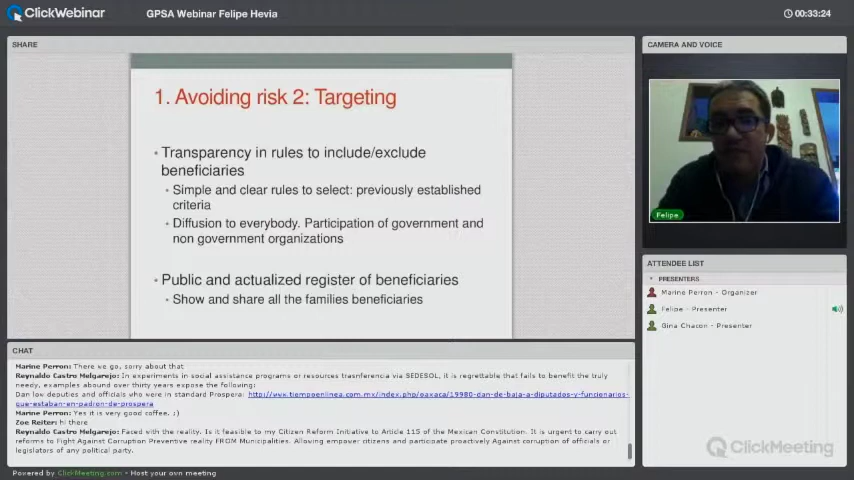 ClickWebinar
GPSA Webinar Felipe Hevia
00:33:24
SHARE
1. Avoiding risk 2: Targeting
• Transparency in rules to include/exclude
beneficiaries
• Simple and clear rules to select: previously established
criteria
• Diffusion to everybody. Participation of government and
non government organizations
• Public and actualized register of beneficiaries
• Show and share all the families beneficiaries
CHAT
Marine Perron: There we go, sorry about that
Reynaldo Castro Melgarejo: In experiments in social assistance programs or resources trasnferencia via SEDESOL, it is regrettable that fails to benefit the truly
needy, examples abound over thirty years expose the following:
Dan low deputies and officials who were in standard Prospera: http://www.tiempoenlinea.com.mx/index.php/oaxaca/19980-dan-de-baja-a-diputados-y-funcionarios-
que-estaban-en-padron-de-prospera
Marine Perron: Yes it is very good coffee. ;)
Zoe Reiter: hi there
Reynaldo Castro Melgarejo: Faced with the reality. Is it feasible to my Citizen Reform Initiative to Article 115 of the Mexican Constitution. It is urgent to carry out
reforms to Fight Against Corruption Preventive reality FROM Municipalities. Allowing empower citizens and participate proactively Against corruption of officials or
legislators of any political party.
CAMERA AND VOICE
Felipe
ATTENDEE LIST
PRESENTERS
Marine Perron - Organizer
Felipe - Presenter
Gina Chacon - Presenter
ClickMeeting
Powered by ClickMeeting.com - Host your own meeting